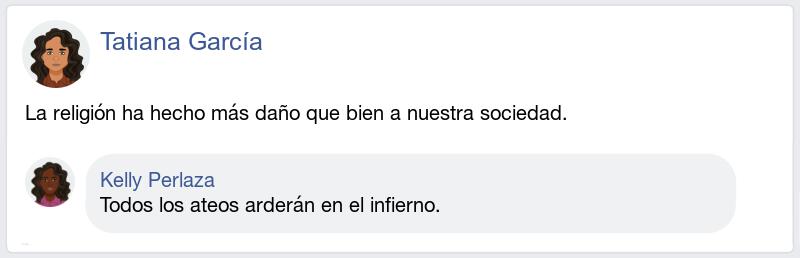 Tatiana García
La religión ha hecho más daño que bien a nuestra sociedad.
Kelly Perlaza
Todos los ateos arderán en el infierno.